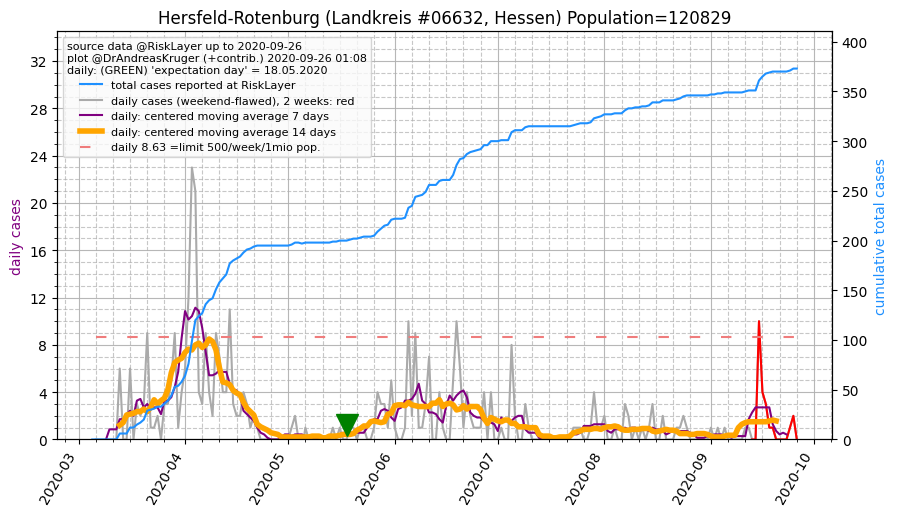 Hersfeld-Rotenburg (Landkreis #06632, Hessen) Population=120829
source data @RiskLayer up to 2020-09-26
plot @DrAndreasKruger (+contrib.) 2020-09-26 01:08
daily: (GREEN) 'expectation day' = 18.05.2020
total cases reported at RiskLayer
daily cases (weekend-flawed), 2 weeks: red
daily: centered moving average 7 days
daily: centered moving average 14 days
daily 8.63 =limit 500/week/1mio pop.
daily cases
32
28
24
20
16
12
8
4
0
cumulative total cases
400
350
300
250
200
150
100
50
0
2020-03
2020-04
2020-05
2020-06
2020-07
2020-08
2020-09
2020-10